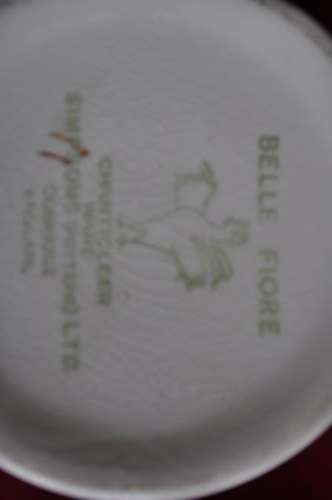 BELLE FIORE
CHANTICLEER
WARE
SIMPSONS (POTTERS) LTD
COBRIDGE
ENGLAND